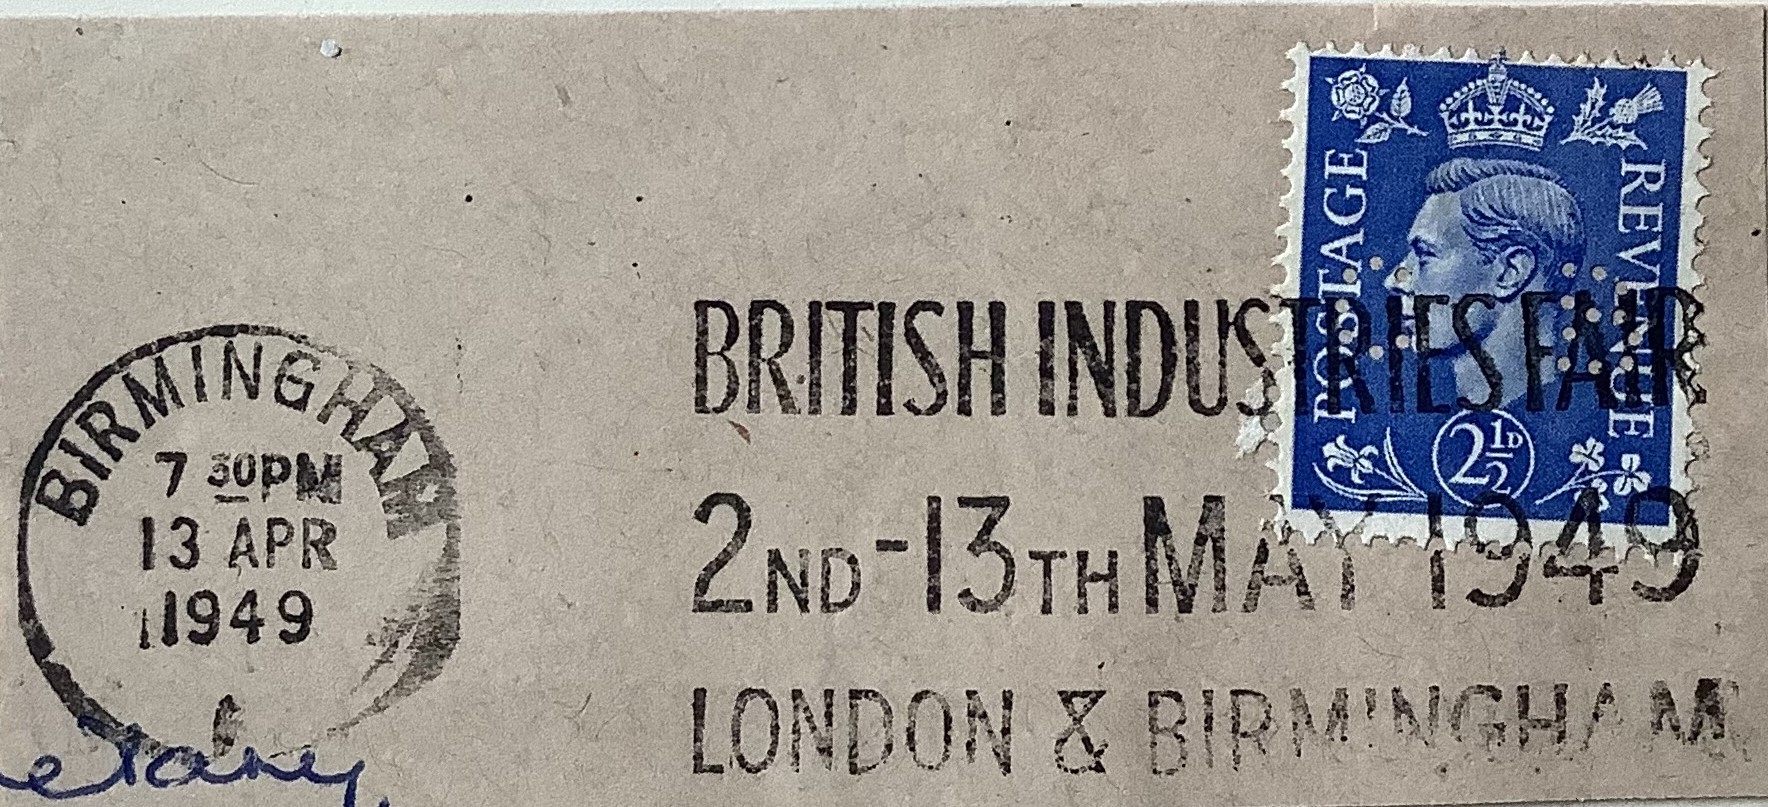 BIRMINGHAM
7 30PM
13 APR
1949
BRITISH INDUSTRIES FAIR
2ND-13TH MAY 1949
LONDON & BIRMINGHAM
POSTAGE
REVENUE
2½D